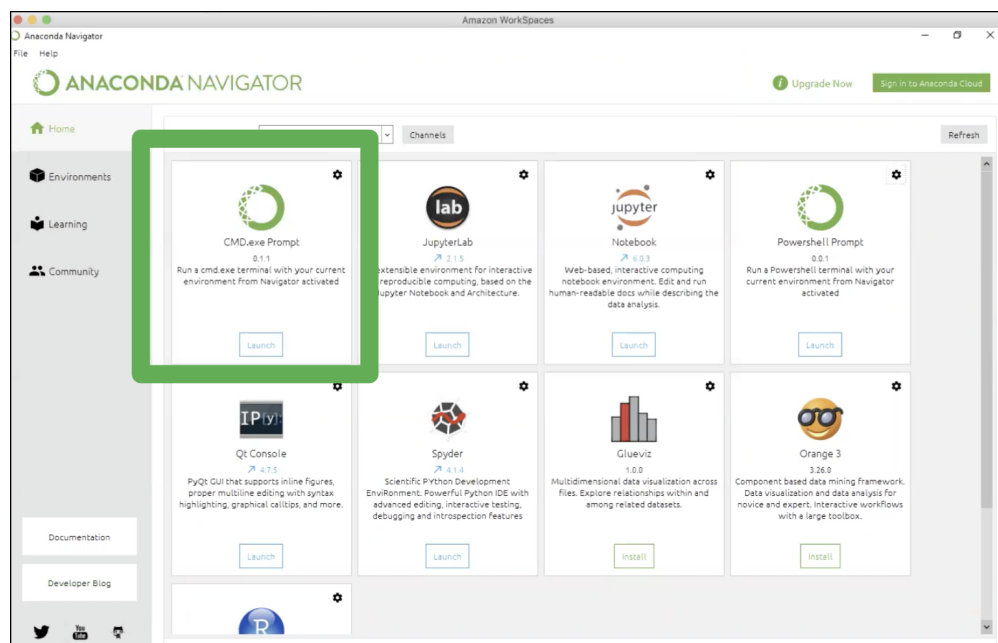 Amazon WorkSpaces
Anaconda Navigator
File Help
ANACONDA NAVIGATOR
Upgrade Now
Sign in to Anaconda Cloud
Home
Environments
Learning
Community
Documentation
Developer Blog
You
Tube
Channels
Refresh
CMD.exe Prompt
0.1.1
Run a cmd.exe terminal with your current
environment from Navigator activated
Launch
lab
JupyterLab
2.1.5
extensible environment for interactive
reproducible computing, based on the
Jupyter Notebook and Architecture.
Launch
jupyter
Notebook
6.0.3
Web-based, interactive computing
notebook environment. Edit and run
human-readable docs while describing the
data analysis.
Launch
Powershell Prompt
0.0.1
Run a Powershell terminal with your
current environment from Navigator
activated
Launch
IP[y]:
Qt Console
4.7.5
PyQt GUI that supports inline figures,
proper multiline editing with syntax
highlighting, graphical calltips, and more.
Launch
Spyder
4.1.4
Scientific PYthon Development
EnviRonment. Powerful Python IDE with
advanced editing, interactive testing,
debugging and introspection features
Launch
Glueviz
1.0.0
Multidimensional data visualization across
files. Explore relationships within and
among related datasets.
Install
Orange 3
3.26.0
Component based data mining framework.
Data visualization and data analysis for
novice and expert. Interactive workflows
with a large toolbox.
Install
R